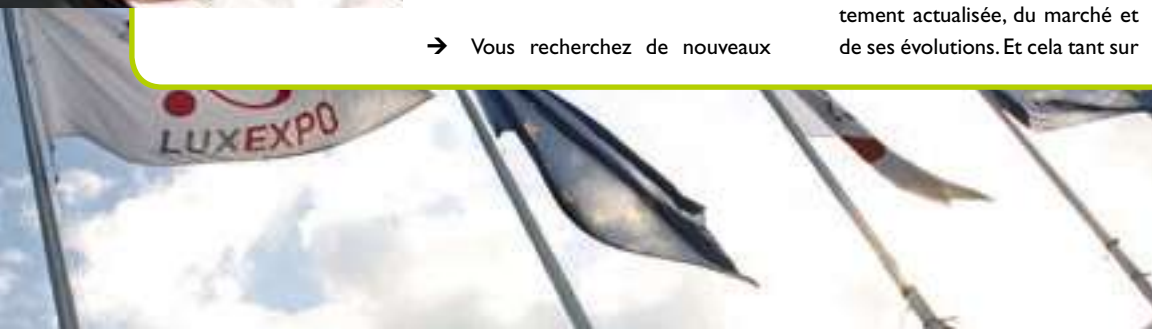 → Vous recherchez de nouveaux
tement actualisée, du marché et
de ses évolutions. Et cela tant sur
LUXEXPO